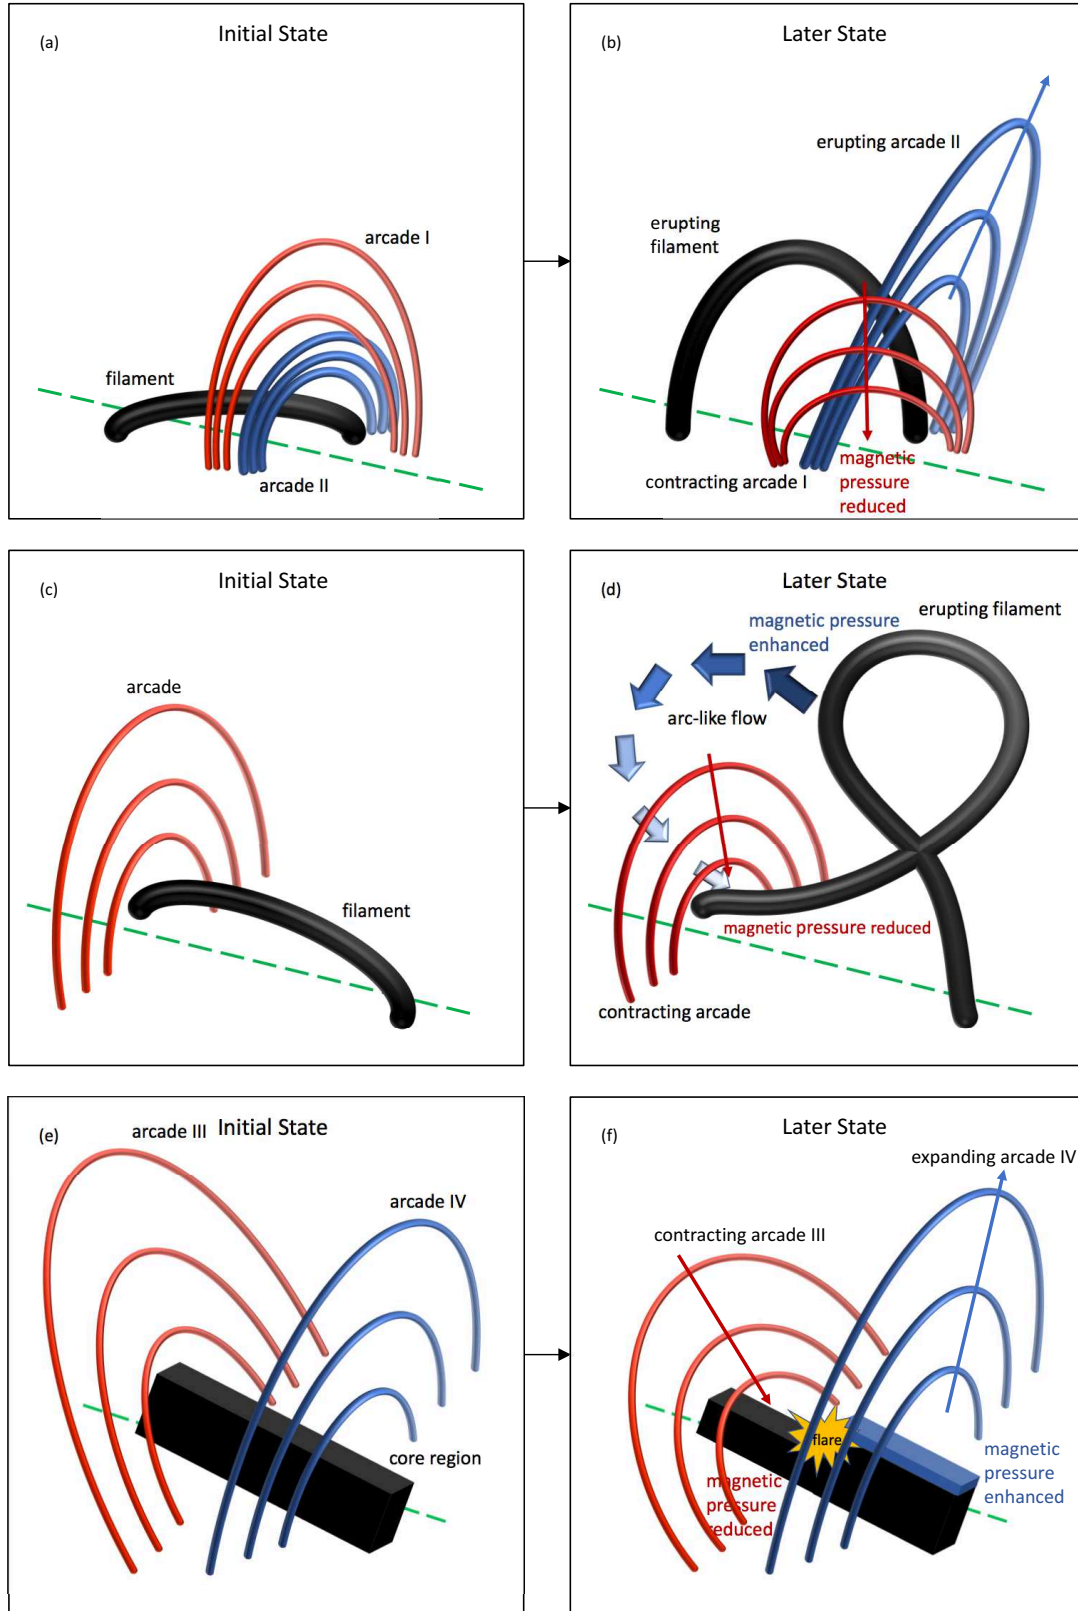 Initial State
(a)
arcade I
filament
arcade II
Later State
(b)
erupting arcade II
erupting
filament
contracting arcade I
magnetic
pressure
reduced
Initial State
(c)
arcade
filament
Later State
(d)
erupting filament
magnetic pressure
enhanced
arc-like flow
magnetic pressure reduced
contracting arcade
(e)
arcade III
Initial State
arcade IV
core region
Later State
(f)
expanding arcade IV
contracting arcade III
flare
magnetic
pressure
reduced
magnetic
pressure
enhanced